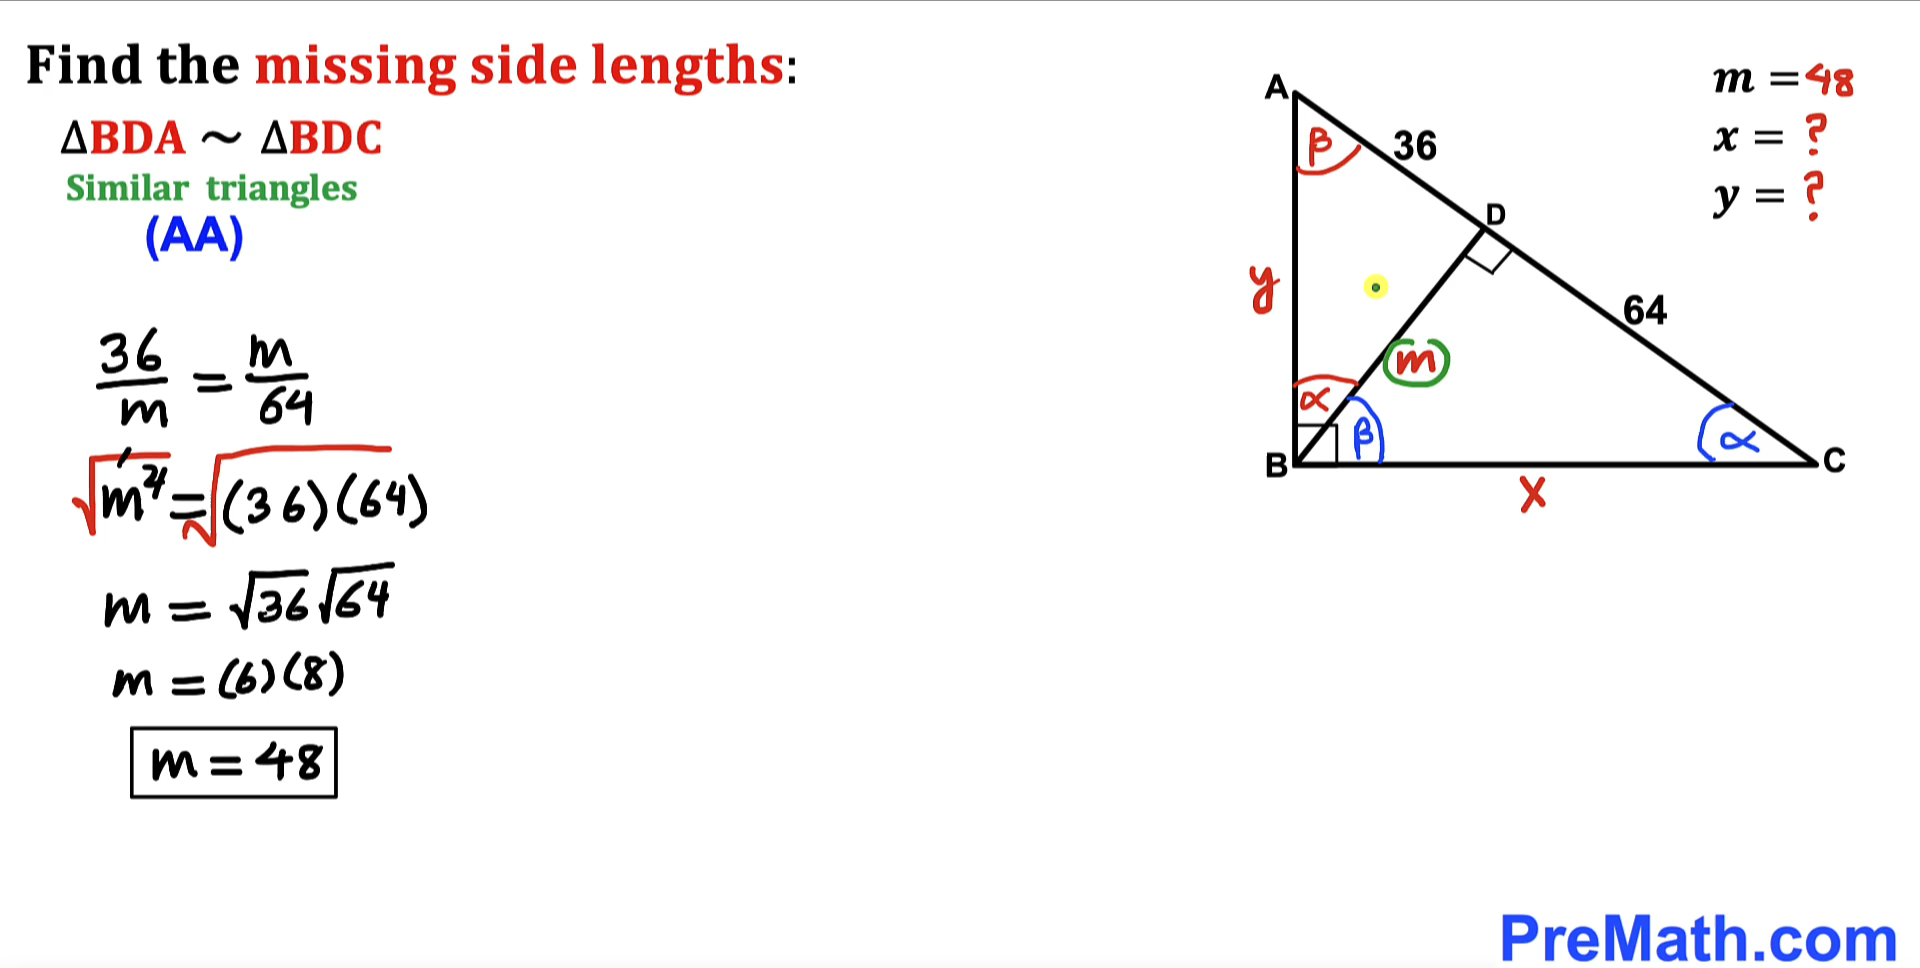 Find the missing side lengths:
ΔBDA ~ ΔBDC
Similar triangles
(AA)
36/m = m/64
√m² = √(36)(64)
m = √36 √64
m = (6)(8)
m = 48
A
β
36
D
y
64
m
α
β
α
B
C
x
m = 48
x = ?
y = ?
PreMath.com